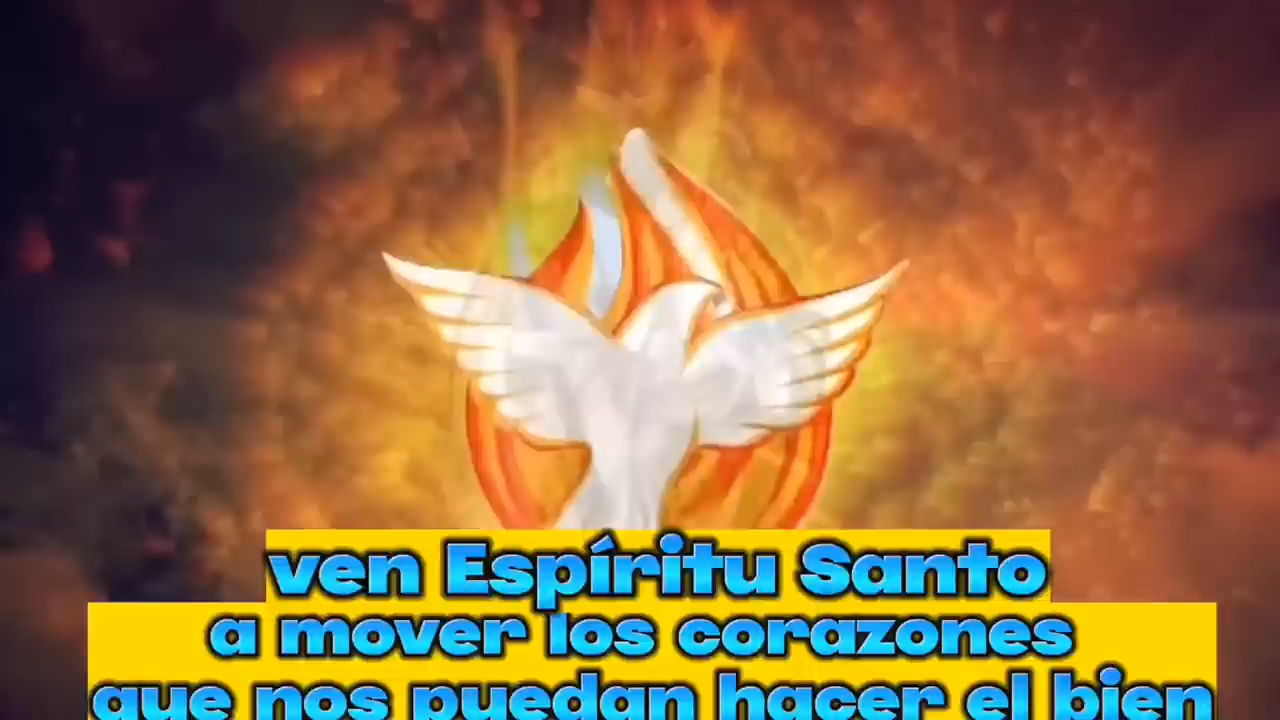 ven Espíritu Santo
a mover los corazones
que nos puedan hacer el bien